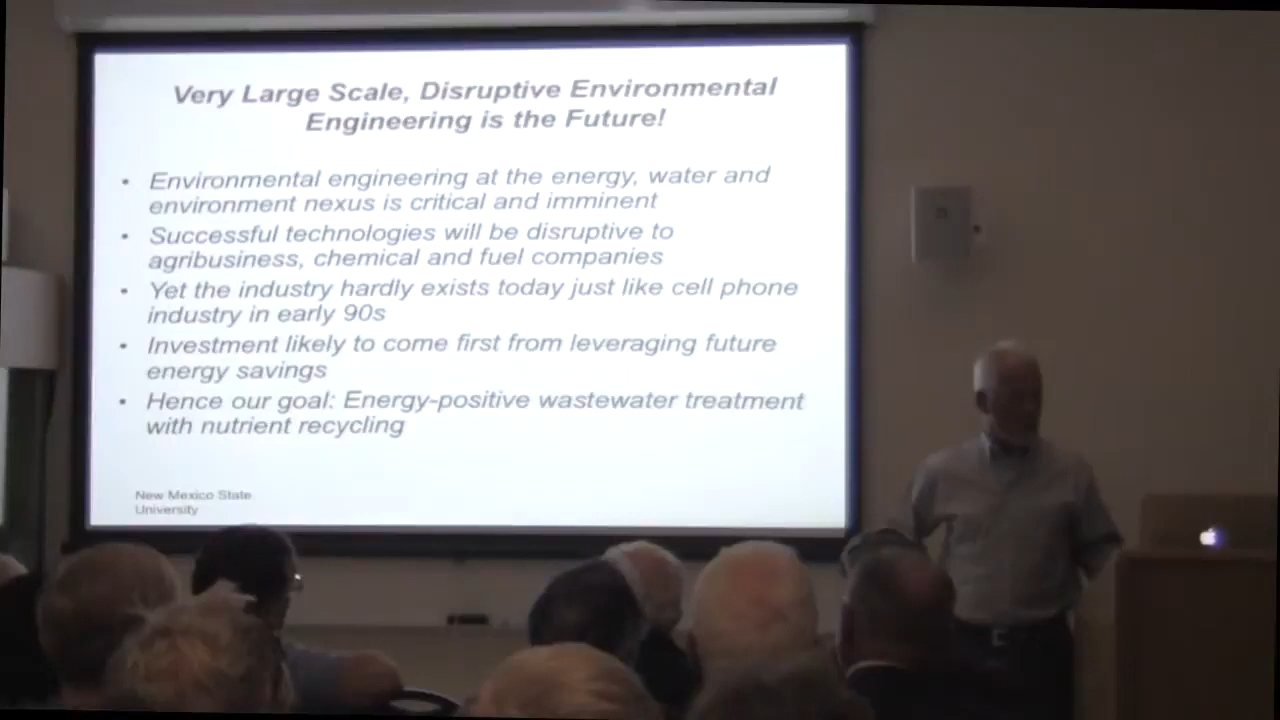 Very Large Scale, Disruptive Environmental
Engineering is the Future!
• Environmental engineering at the energy, water and
environment nexus is critical and imminent
• Successful technologies will be disruptive to
agribusiness, chemical and fuel companies
• Yet the industry hardly exists today just like cell phone
industry in early 90s
• Investment likely to come first from leveraging future
energy savings
• Hence our goal: Energy-positive wastewater treatment
with nutrient recycling
New Mexico State
University